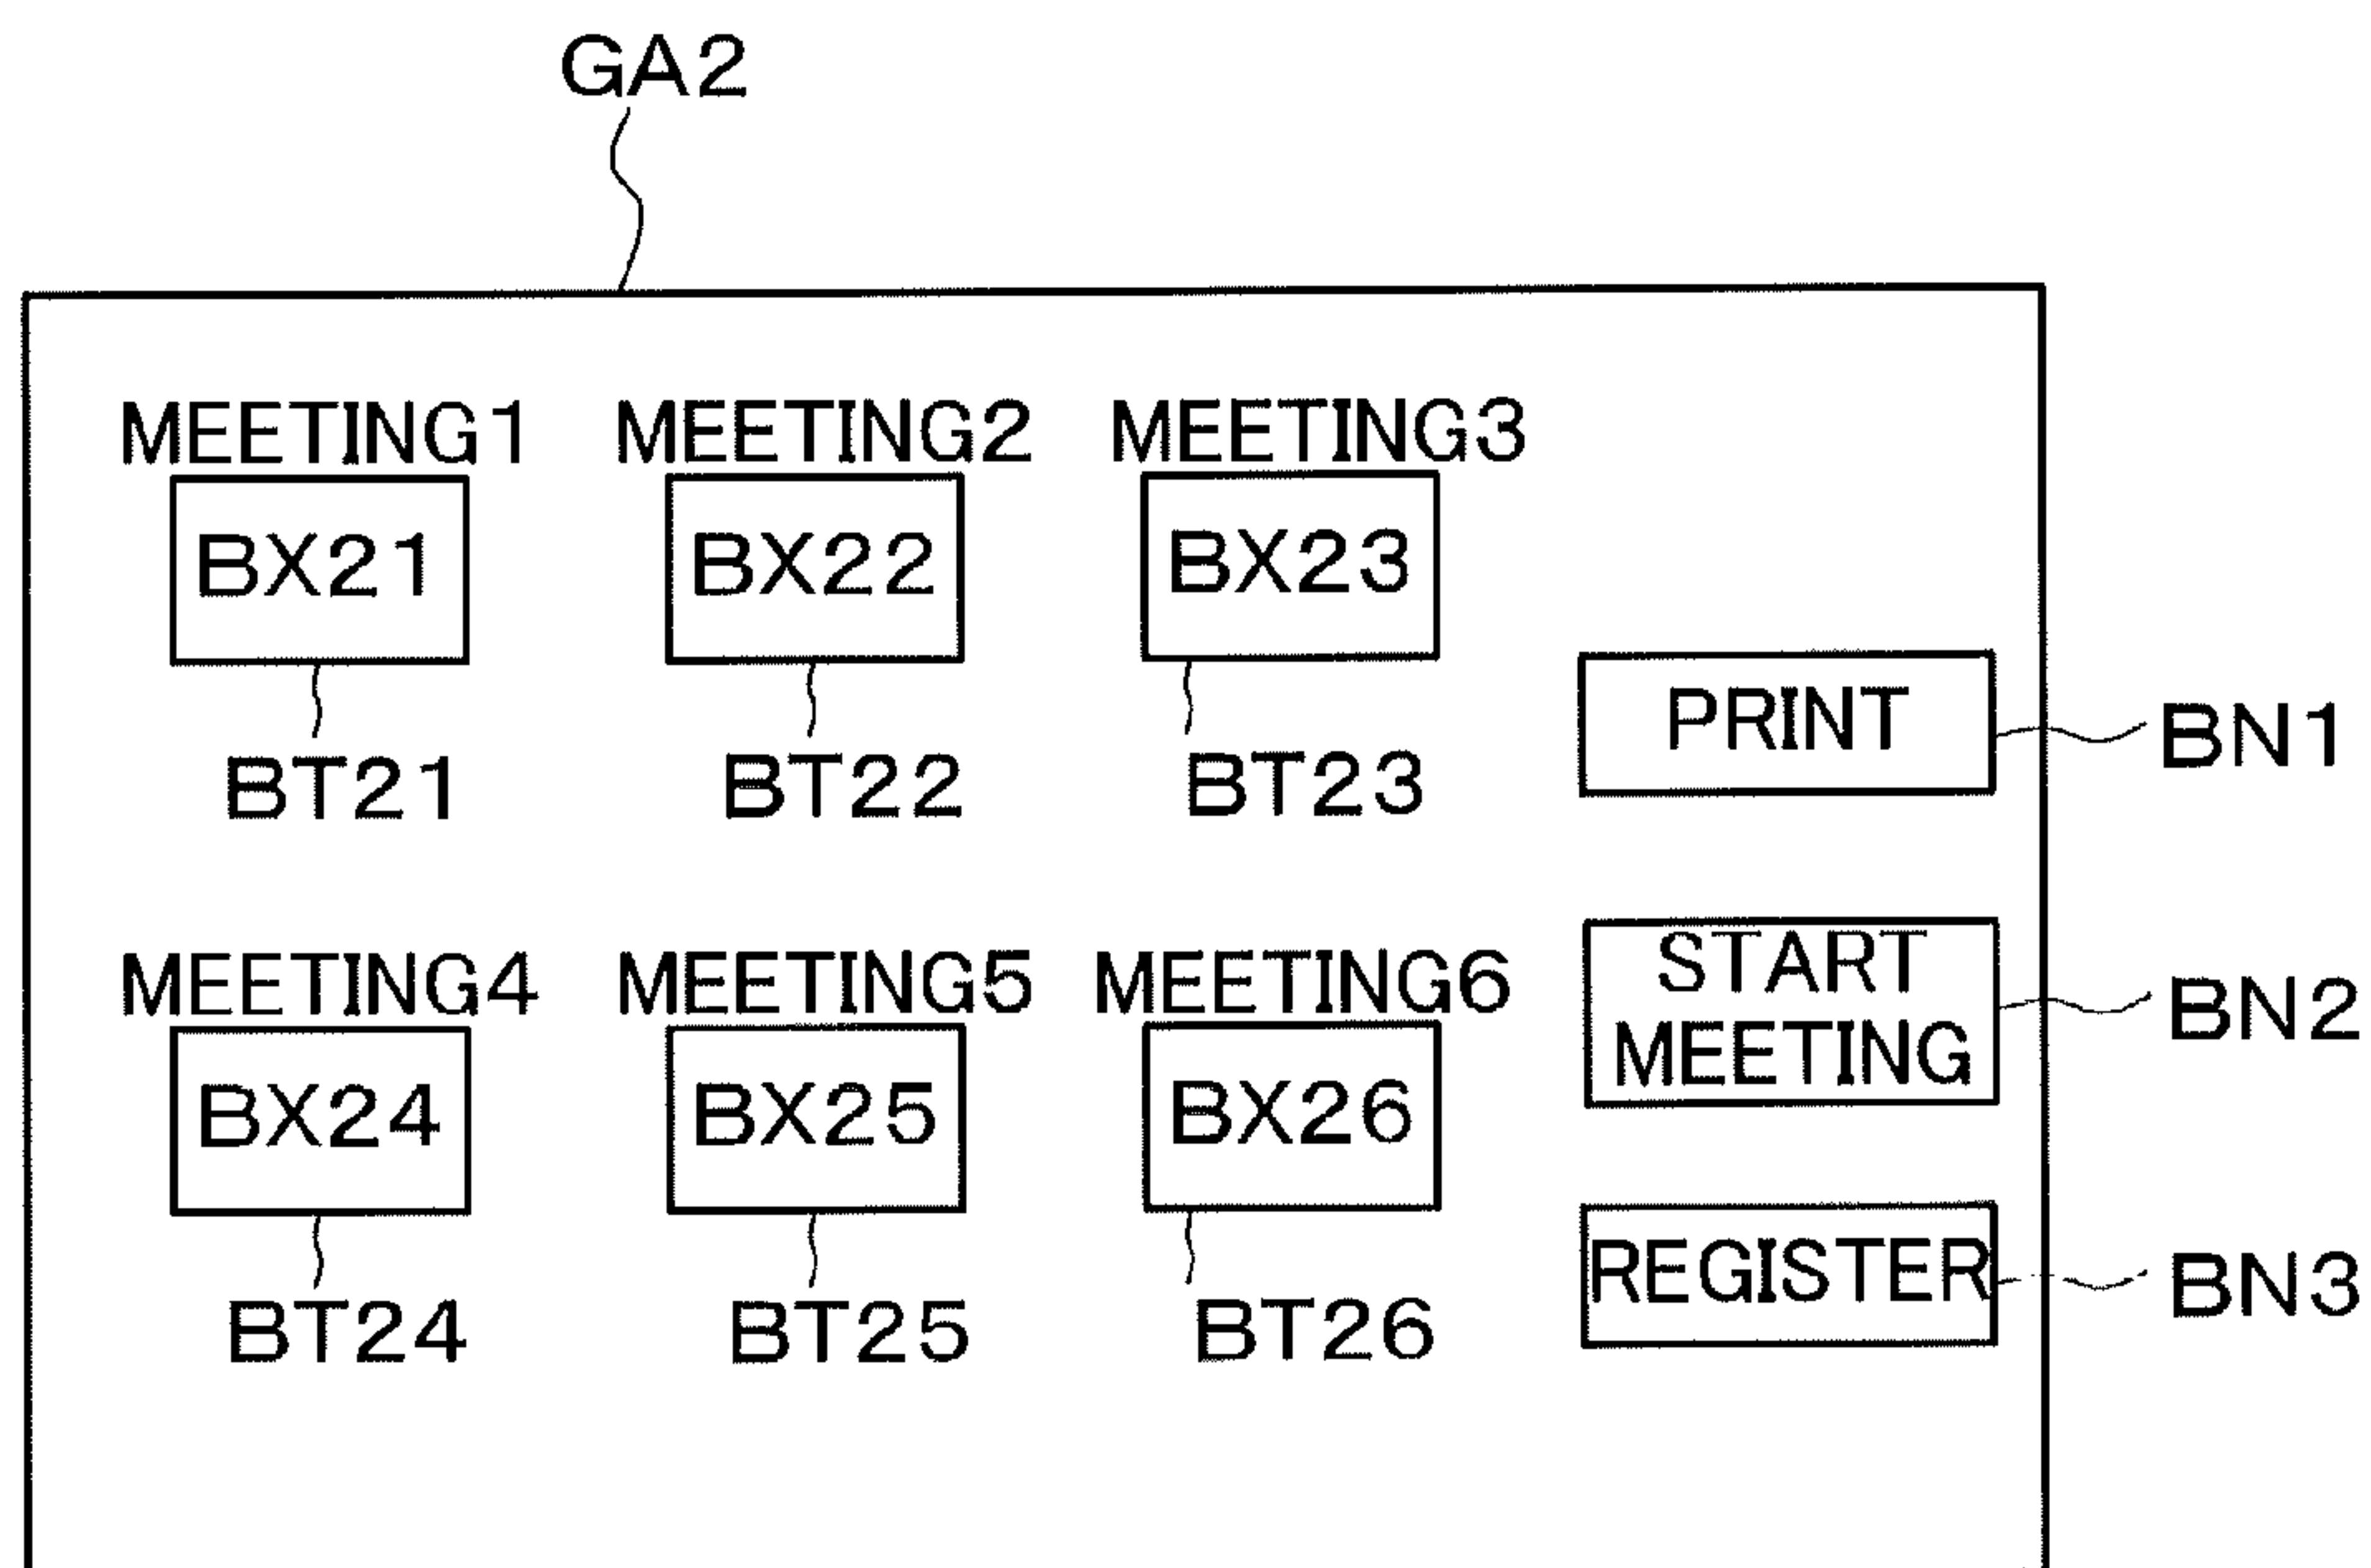 GA2
MEETING1 MEETING2 MEETING3
BX21 BX22 BX23
PRINT BN1
BT21 BT22 BT23
START
MEETING BN2
MEETING4 MEETING5 MEETING6
BX24 BX25 BX26
REGISTER BN3
BT24 BT25 BT26